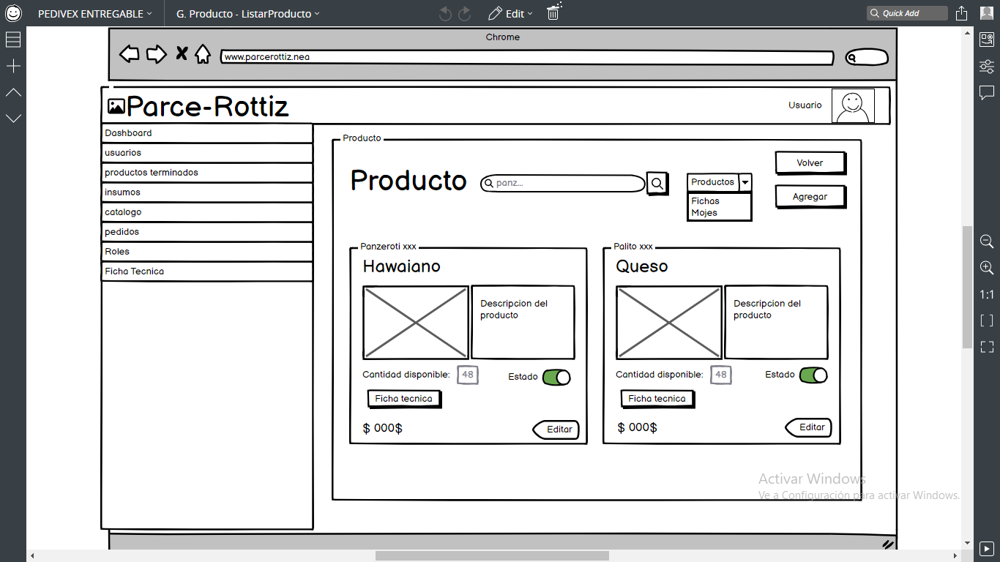 PEDIVEX ENTREGABLE
G. Producto - ListarProducto
Edit
Quick Add
Chrome
www.parcerottiz.nea
Parce-Rottiz
Usuario
Dashboard
usuarios
productos terminados
insumos
catalogo
pedidos
Roles
Ficha Tecnica
Producto
Producto
panz...
Productos
Fichas
Mojes
Volver
Agregar
Panzeroti xxx
Hawaiano
Descripcion del
producto
Cantidad disponible: 48
Estado
Ficha tecnica
$ 000$
Editar
Palito xxx
Queso
Descripcion del
producto
Cantidad disponible: 48
Estado
Ficha tecnica
$ 000$
Editar
1:1
Activar Windows
Ve a Configuración para activar Windows.